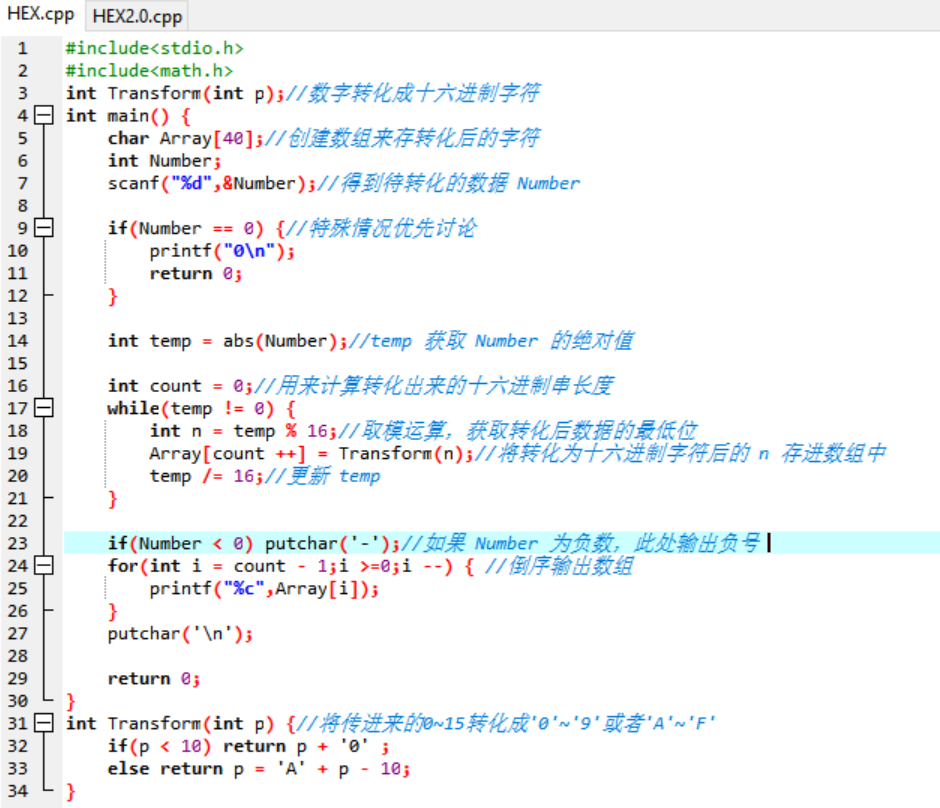 HEX.cpp HEX2.0.cpp
1 #include<stdio.h>
2 #include<math.h>
3 int Transform(int p);//数字转化成十六进制字符
4 int main() {
5 char Array[40];//创建数组来存转化后的字符
6 int Number;
7 scanf("%d",&Number);//得到待转化的数据 Number
8
9 if(Number == 0) {//特殊情况优先讨论
10 printf("0\n");
11 return 0;
12 }
13
14 int temp = abs(Number);//temp 获取 Number 的绝对值
15
16 int count = 0;//用来计算转化出来的十六进制串长度
17 while(temp != 0) {
18 int n = temp % 16;//取模运算，获取转化后数据的最低位
19 Array[count ++] = Transform(n);//将转化为十六进制字符后的 n 存进数组中
20 temp /= 16;//更新 temp
21 }
22
23 if(Number < 0) putchar('-');//如果 Number 为负数，此处输出负号
24 for(int i = count - 1;i >=0;i --) { //倒序输出数组
25 printf("%c",Array[i]);
26 }
27 putchar('\n');
28
29 return 0;
30 }
31 int Transform(int p) {//将传进来的0~15转化成'0'~'9'或者'A'~'F'
32 if(p < 10) return p + '0' ;
33 else return p = 'A' + p - 10;
34 }